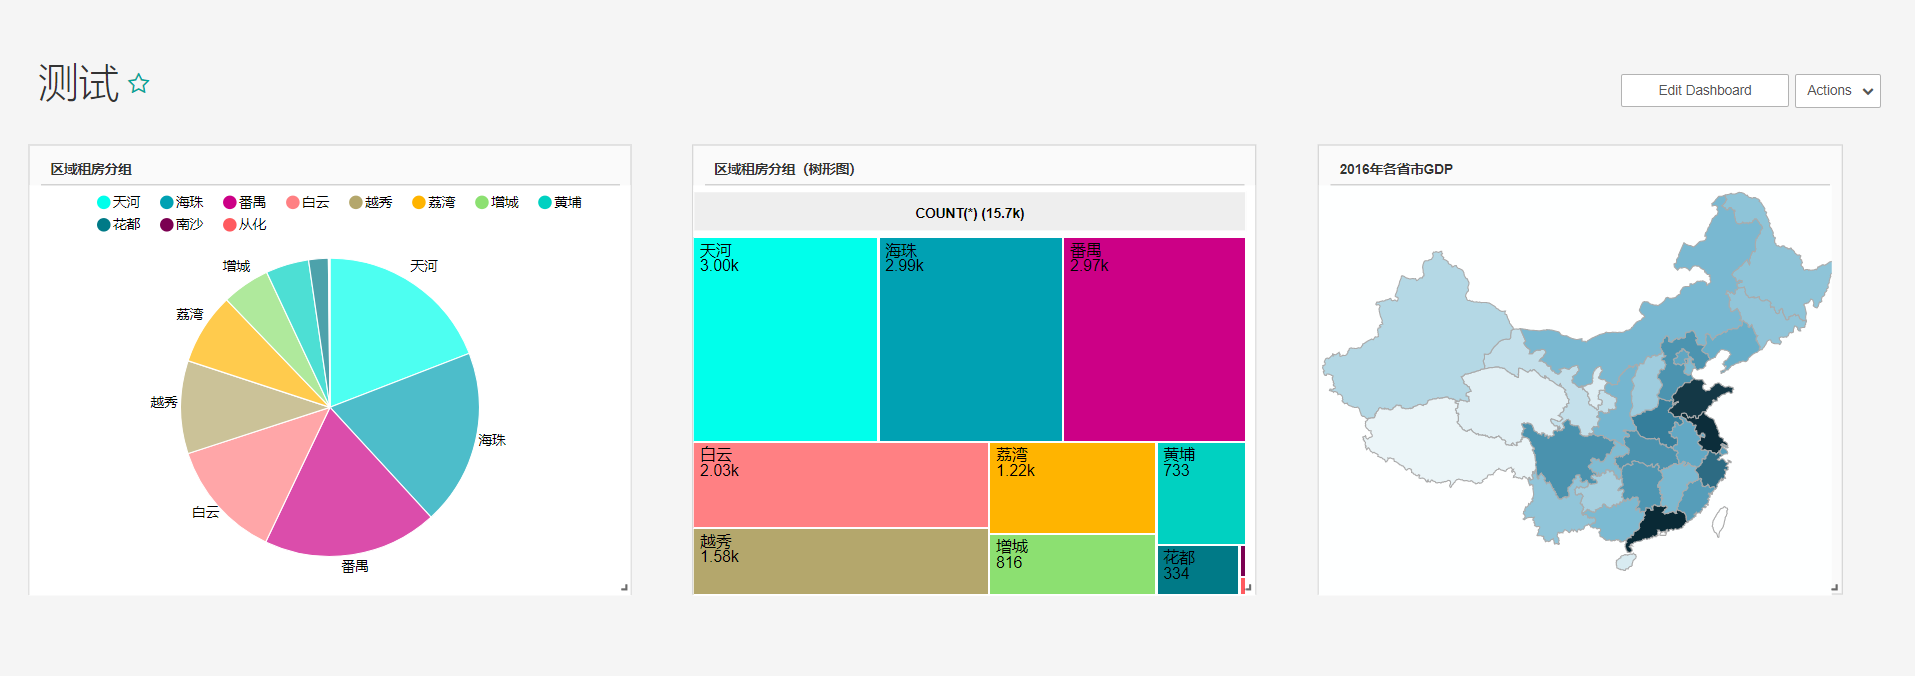 测试
Edit Dashboard
Actions
区域租房分组
天河 海珠 番禺 白云 越秀 荔湾 增城 黄埔
花都 南沙 从化
增城
天河
荔湾
越秀
海珠
白云
番禺
区域租房分组（树形图）
COUNT(*) (15.7k)
天河
3.00k
海珠
2.99k
番禺
2.97k
白云
2.03k
荔湾
1.22k
黄埔
733
越秀
1.58k
增城
816
花都
334
2016年各省市GDP